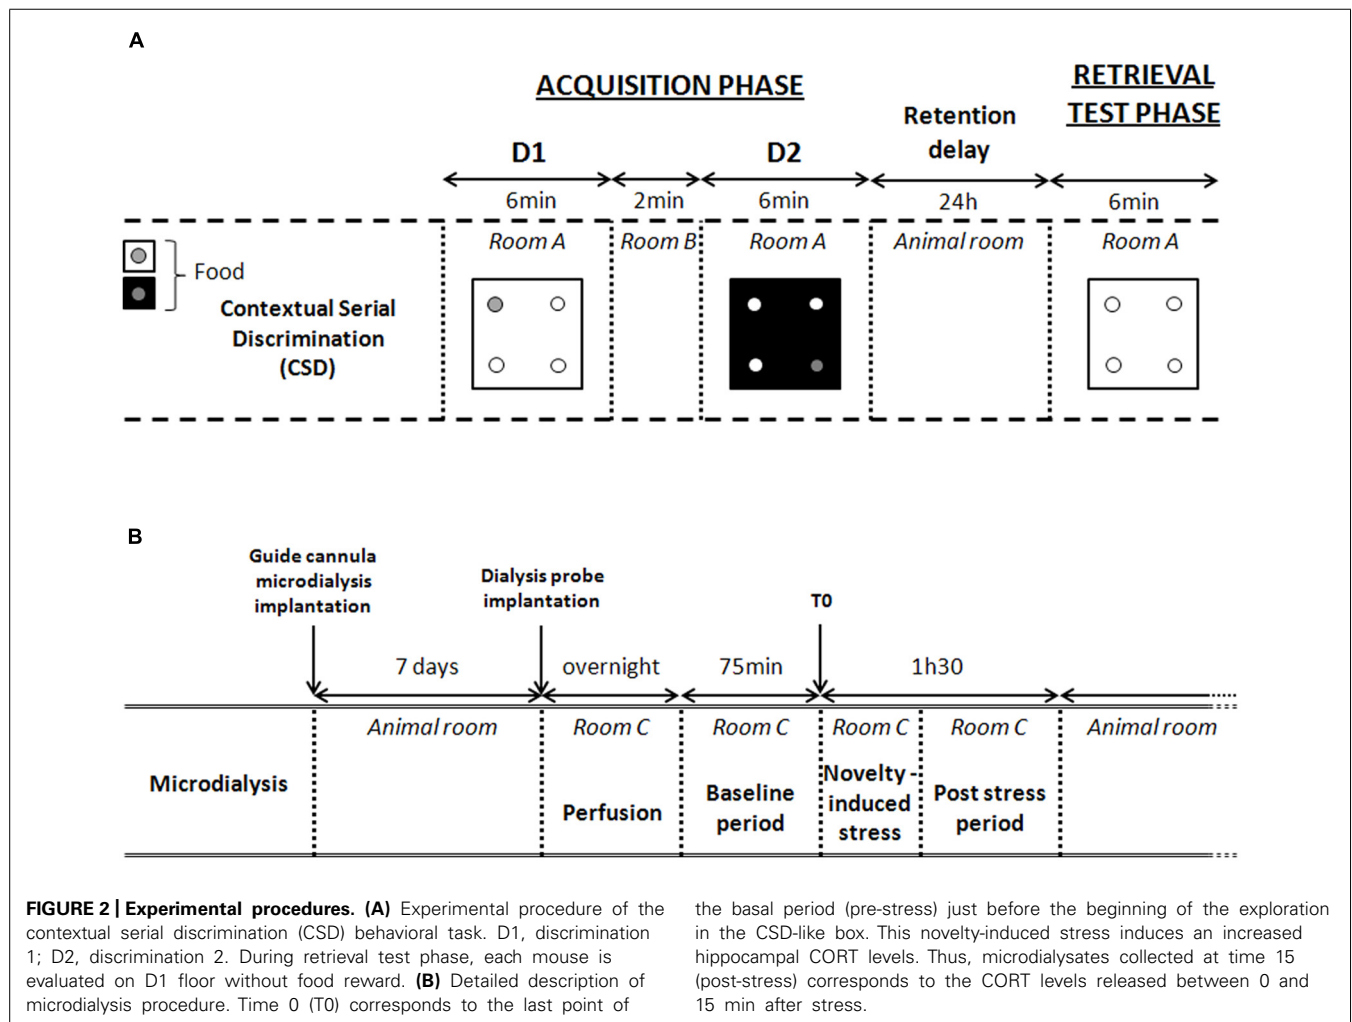 A
ACQUISITION PHASE
RETRIEVAL
TEST PHASE
Retention
delay
D1
D2
6min
2min
6min
24h
6min
Room A
Room B
Room A
Animal room
Room A
Food
Contextual Serial
Discrimination
(CSD)
B
Guide cannula
microdialysis
implantation
Dialysis probe
implantation
T0
7 days
overnight
75min
1h30
Animal room
Room C
Room C
Room C
Room C
Animal room
Microdialysis
Perfusion
Baseline
period
Novelty -
induced
stress
Post stress
period
FIGURE 2 | Experimental procedures. (A) Experimental procedure of the
contextual serial discrimination (CSD) behavioral task. D1, discrimination
1; D2, discrimination 2. During retrieval test phase, each mouse is
evaluated on D1 floor without food reward. (B) Detailed description of
microdialysis procedure. Time 0 (T0) corresponds to the last point of
the basal period (pre-stress) just before the beginning of the exploration
in the CSD-like box. This novelty-induced stress induces an increased
hippocampal CORT levels. Thus, microdialysates collected at time 15
(post-stress) corresponds to the CORT levels released between 0 and
15 min after stress.